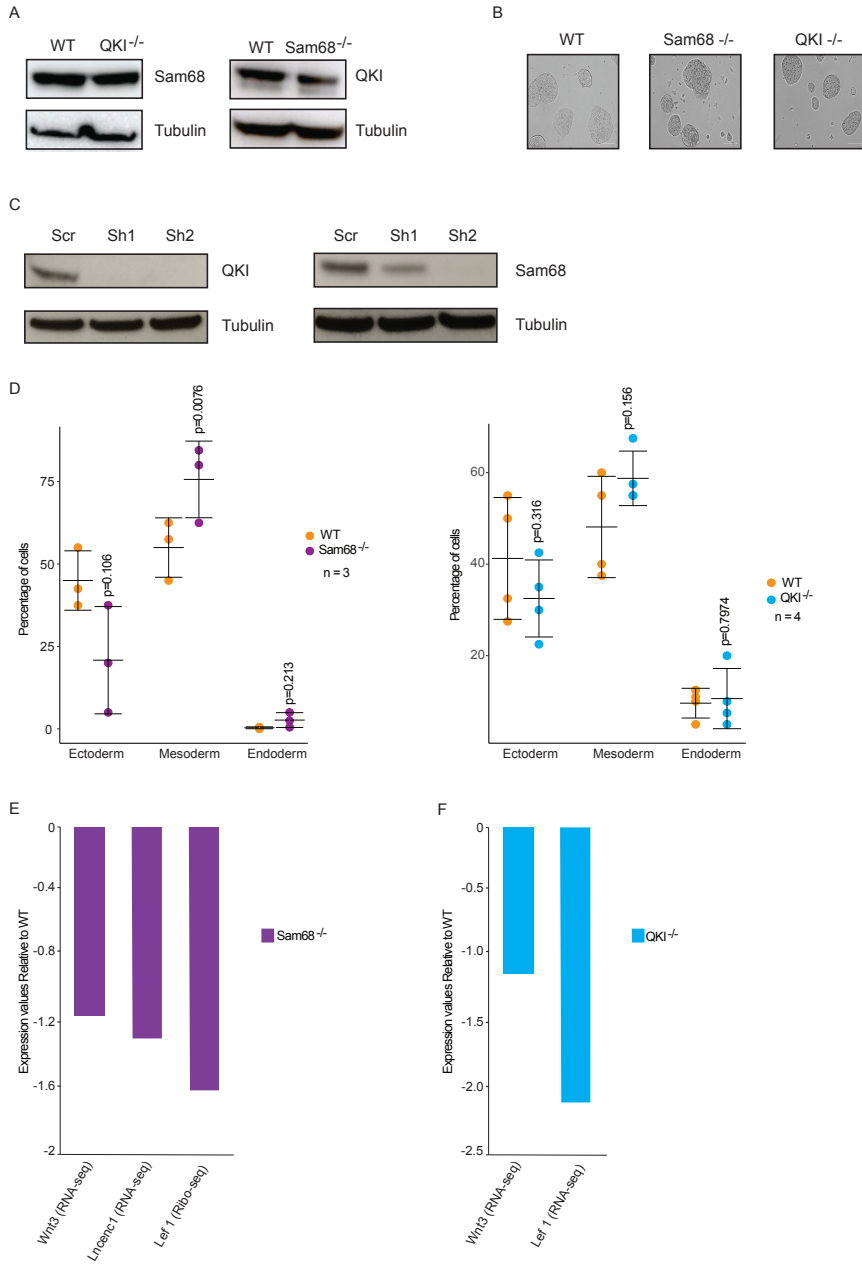 A
WT QKI-/-
Sam68
Tubulin
WT Sam68-/-
QKI
Tubulin
B
WT
Sam68 -/-
QKI -/-
C
Scr Sh1 Sh2
QKI
Tubulin
Scr Sh1 Sh2
Sam68
Tubulin
D
Percentage of cells
75
50
25
0
p=0.106
p=0.0076
p=0.213
Ectoderm Mesoderm Endoderm
WT
Sam68-/-
n = 3
Percentage of cells
60
40
20
p=0.316
p=0.156
p=0.7974
Ectoderm Mesoderm Endoderm
WT
QKI-/-
n = 4
E
Expression values Relative to WT
0
-0.4
-0.8
-1.2
-1.6
-2
Wnt3 (RNA-seq)
Lncenc1 (RNA-seq)
Lef 1 (Ribo-seq)
Sam68 -/-
F
Expression values Relative to WT
0
-0.5
-1.0
-1.5
-2.0
-2.5
Wnt3 (RNA-seq)
Lef 1 (RNA-seq)
QKI-/-